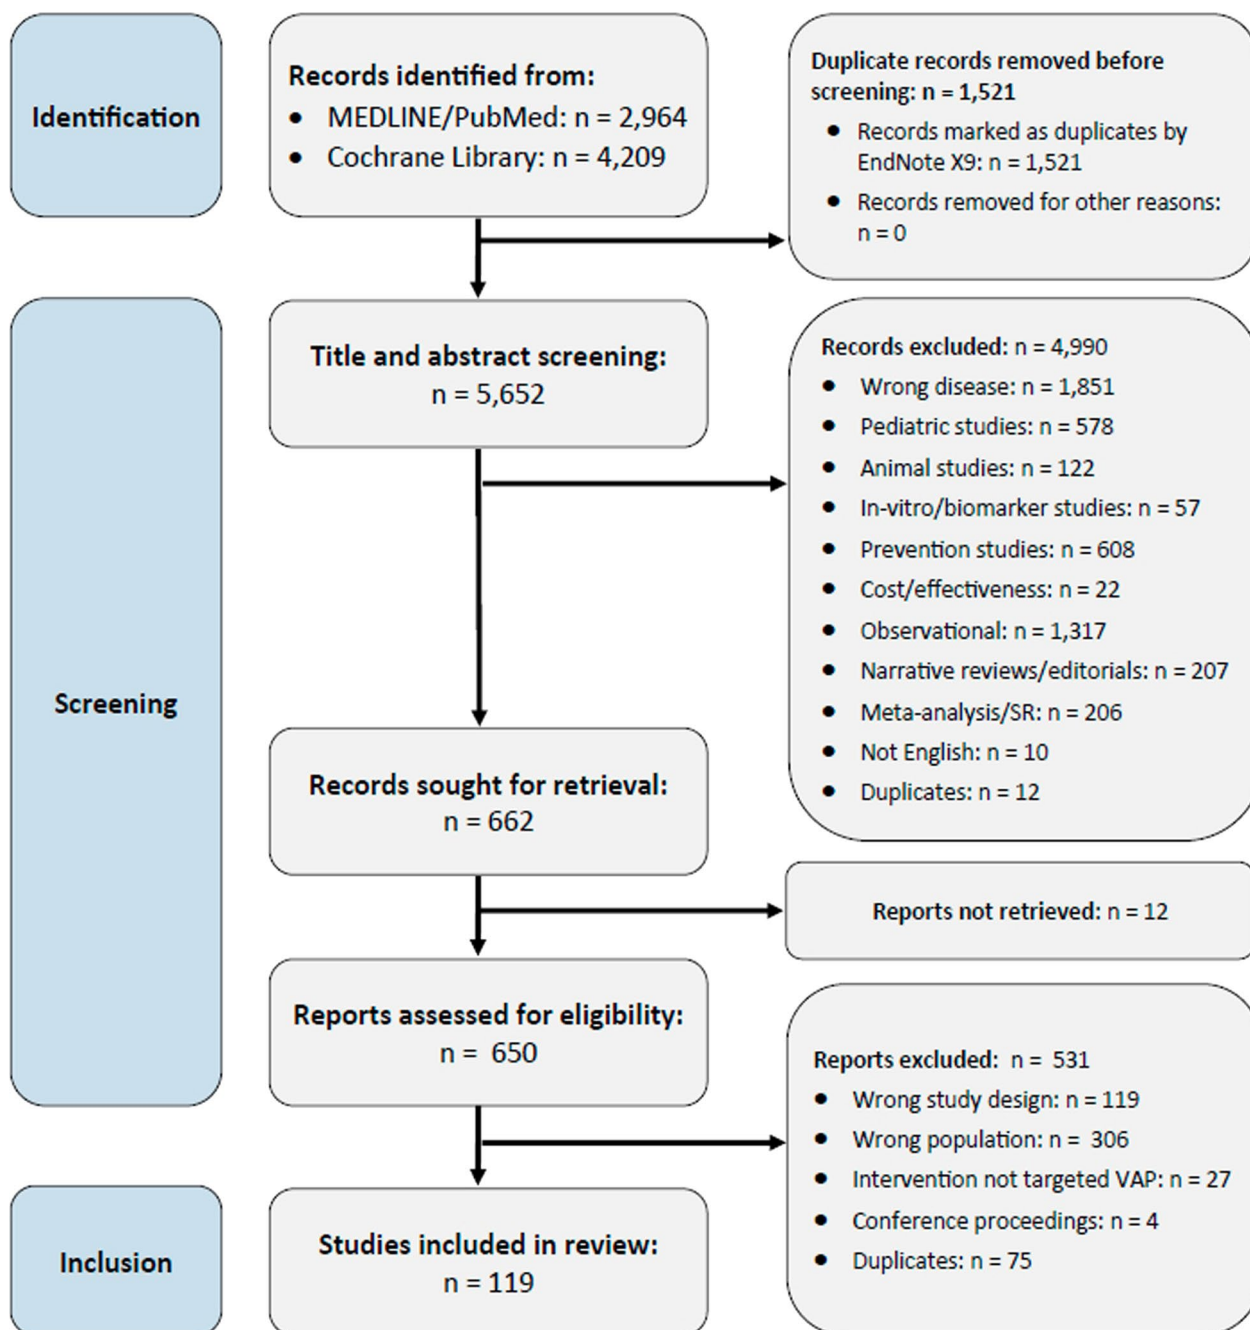 Identification
Records identified from:
• MEDLINE/PubMed: n = 2,964
• Cochrane Library: n = 4,209
Duplicate records removed before
screening: n = 1,521
• Records marked as duplicates by
EndNote X9: n = 1,521
• Records removed for other reasons:
n = 0
Screening
Title and abstract screening:
n = 5,652
Records excluded: n = 4,990
• Wrong disease: n = 1,851
• Pediatric studies: n = 578
• Animal studies: n = 122
• In-vitro/biomarker studies: n = 57
• Prevention studies: n = 608
• Cost/effectiveness: n = 22
• Observational: n = 1,317
• Narrative reviews/editorials: n = 207
• Meta-analysis/SR: n = 206
• Not English: n = 10
• Duplicates: n = 12
Records sought for retrieval:
n = 662
Reports not retrieved: n = 12
Reports assessed for eligibility:
n = 650
Reports excluded: n = 531
• Wrong study design: n = 119
• Wrong population: n = 306
• Intervention not targeted VAP: n = 27
• Conference proceedings: n = 4
• Duplicates: n = 75
Inclusion
Studies included in review:
n = 119